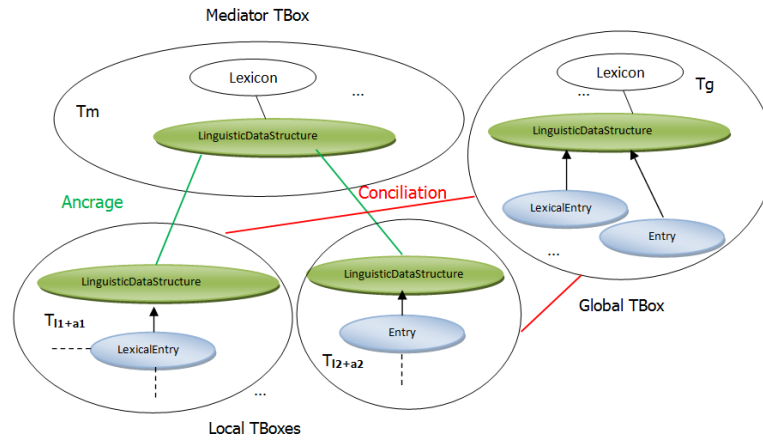 Mediator TBox
Lexicon
...
Tm
LinguisticDataStructure
Lexicon
...
Tg
LinguisticDataStructure
LexicalEntry
Entry
...
Global TBox
Ancrage
Conciliation
LinguisticDataStructure
Tl1+a1
LexicalEntry
...
LinguisticDataStructure
Entry
Tl2+a2
Local TBoxes